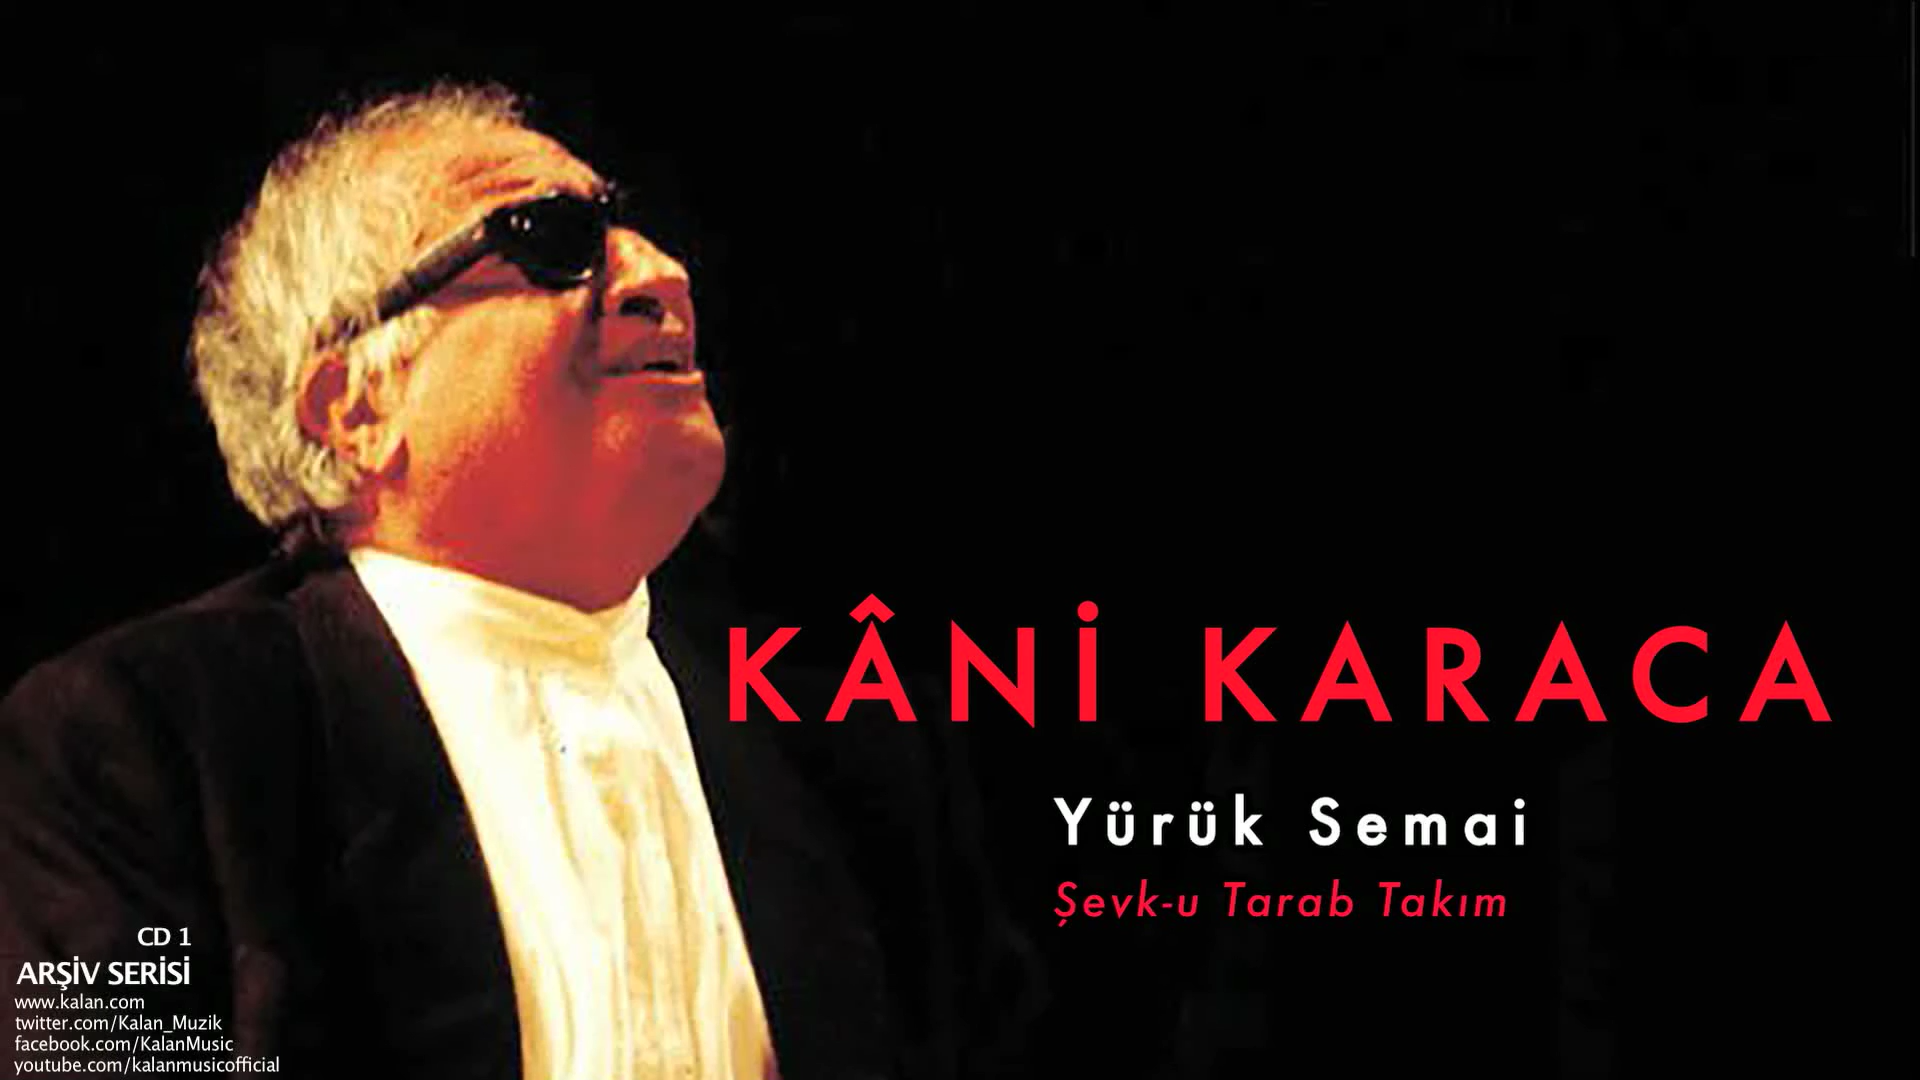 KÂNİ KARACA
Yürük Semai
Şevk-u Tarab Takım
CD 1
ARŞİV SERİSİ
www.kalan.com
twitter.com/Kalan_Muzik
facebook.com/KalanMusic
youtube.com/kalanmusicofficial